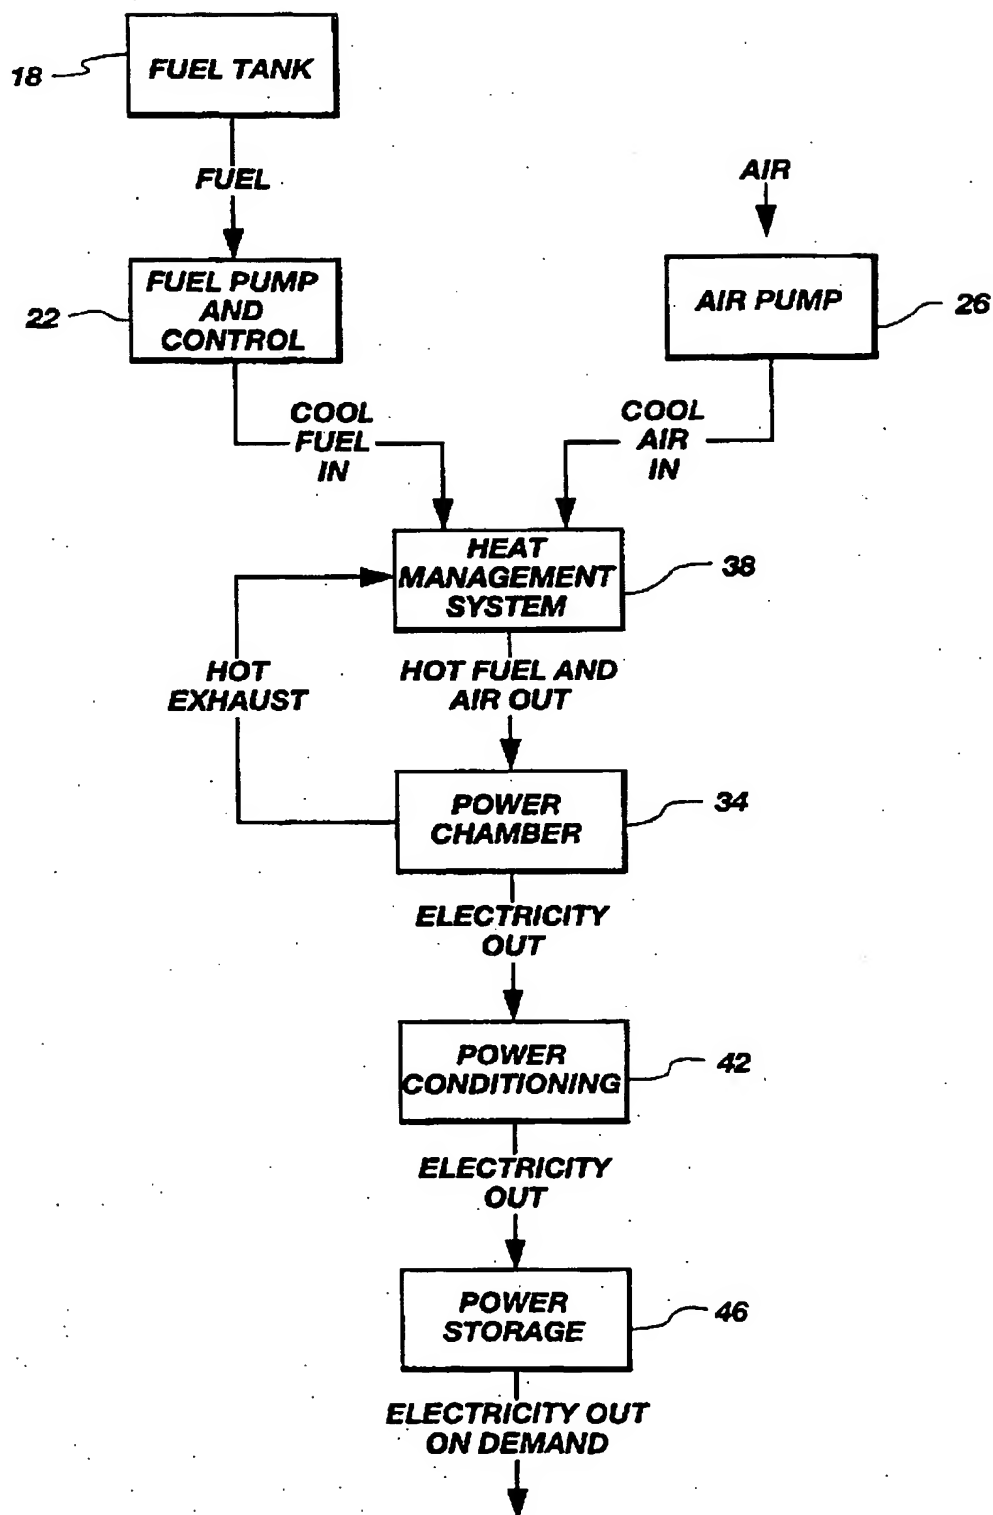 18
FUEL TANK
FUEL
AIR
22
FUEL PUMP
AND
CONTROL
AIR PUMP
26
COOL
FUEL
IN
COOL
AIR
IN
HEAT
MANAGEMENT
SYSTEM
38
HOT
EXHAUST
HOT FUEL AND
AIR OUT
POWER
CHAMBER
34
ELECTRICITY
OUT
POWER
CONDITIONING
42
ELECTRICITY
OUT
POWER
STORAGE
46
ELECTRICITY OUT
ON DEMAND